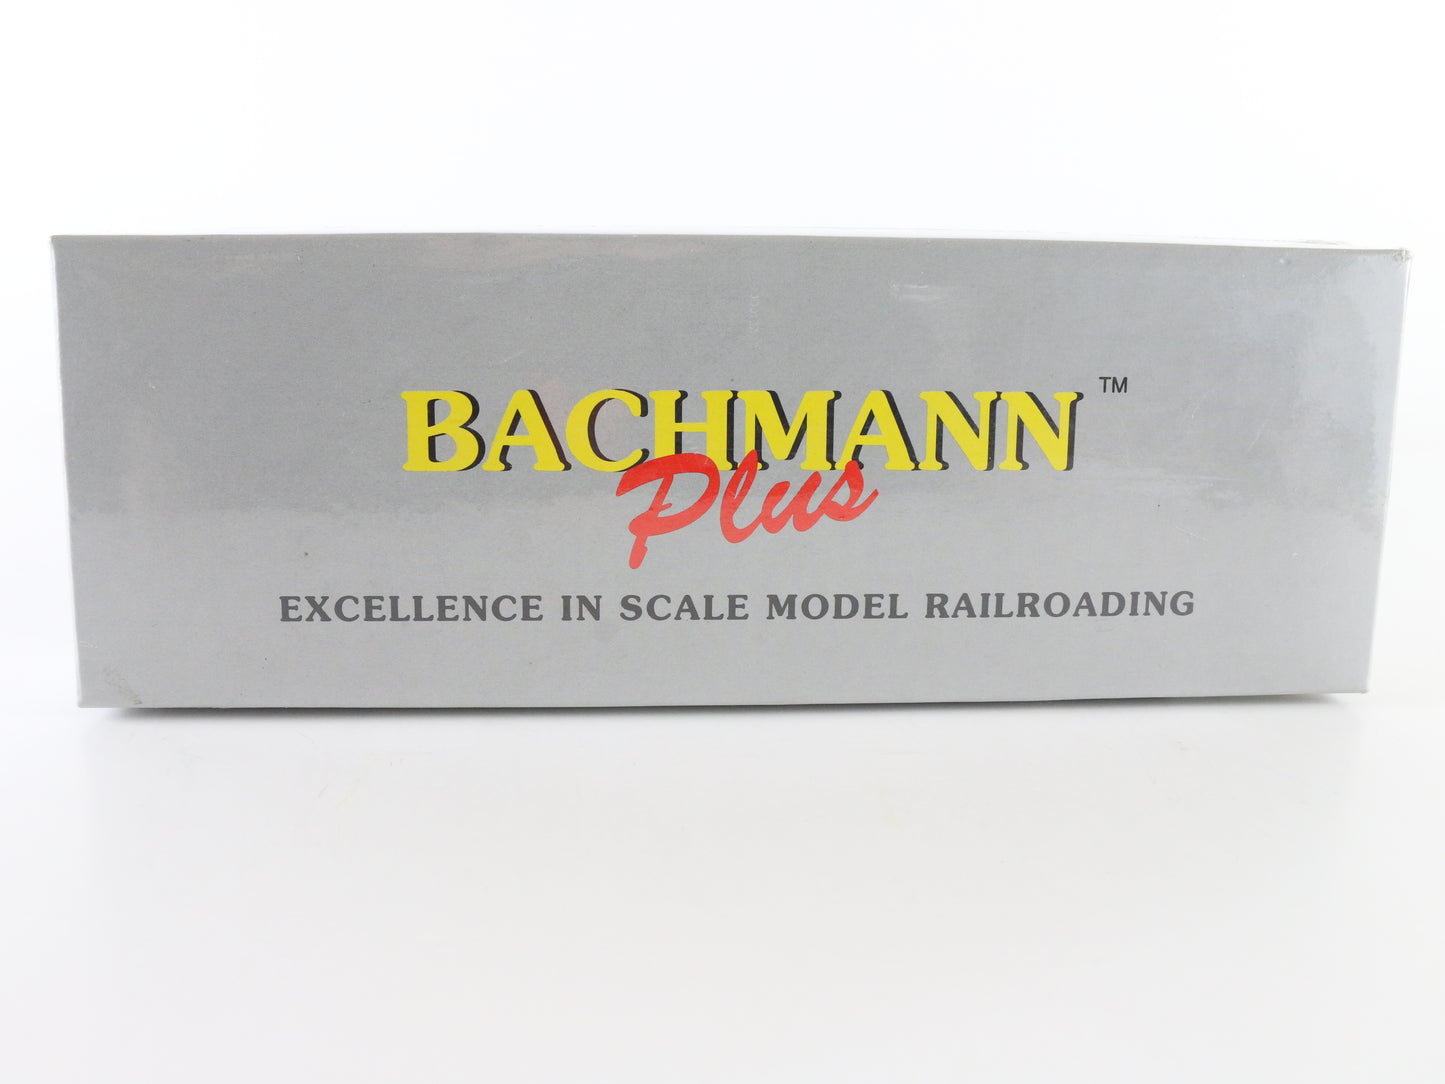 BACHMANN™
Plus
EXCELLENCE IN SCALE MODEL RAILROADING